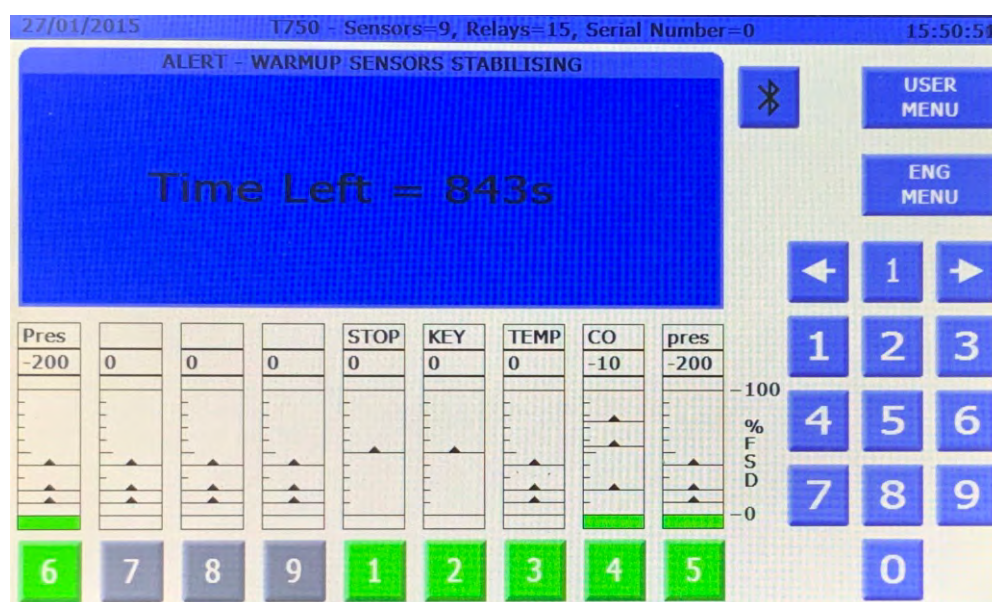 27/01/2015 T750 - Sensors=9, Relays=15, Serial Number=0 15:50:51
ALERT - WARMUP SENSORS STABILISING
Time Left = 843s
USER
MENU
ENG
MENU
1
Pres STOP KEY TEMP CO pres
-200 0 0 0 0 0 0 -10 -200
-100
%
F
S
D
-0
1 2 3
4 5 6
7 8 9
0
6 7 8 9 1 2 3 4 5